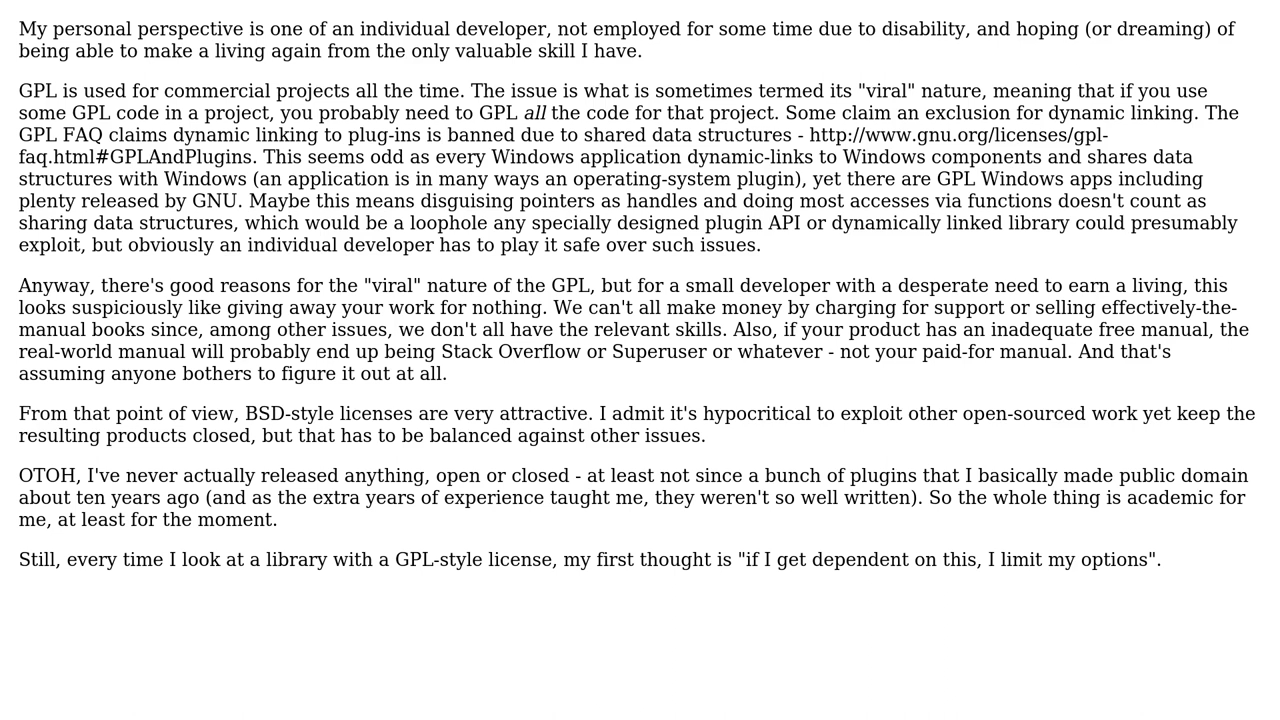 My personal perspective is one of an individual developer, not employed for some time due to disability, and hoping (or dreaming) of
being able to make a living again from the only valuable skill I have.
GPL is used for commercial projects all the time. The issue is what is sometimes termed its "viral" nature, meaning that if you use
some GPL code in a project, you probably need to GPL all the code for that project. Some claim an exclusion for dynamic linking. The
GPL FAQ claims dynamic linking to plug-ins is banned due to shared data structures - http://www.gnu.org/licenses/gpl-
faq.html#GPLAndPlugins. This seems odd as every Windows application dynamic-links to Windows components and shares data
structures with Windows (an application is in many ways an operating-system plugin), yet there are GPL Windows apps including
plenty released by GNU. Maybe this means disguising pointers as handles and doing most accesses via functions doesn't count as
sharing data structures, which would be a loophole any specially designed plugin API or dynamically linked library could presumably
exploit, but obviously an individual developer has to play it safe over such issues.
Anyway, there's good reasons for the "viral" nature of the GPL, but for a small developer with a desperate need to earn a living, this
looks suspiciously like giving away your work for nothing. We can't all make money by charging for support or selling effectively-the-
manual books since, among other issues, we don't all have the relevant skills. Also, if your product has an inadequate free manual, the
real-world manual will probably end up being Stack Overflow or Superuser or whatever - not your paid-for manual. And that's
assuming anyone bothers to figure it out at all.
From that point of view, BSD-style licenses are very attractive. I admit it's hypocritical to exploit other open-sourced work yet keep the
resulting products closed, but that has to be balanced against other issues.
OTOH, I've never actually released anything, open or closed - at least not since a bunch of plugins that I basically made public domain
about ten years ago (and as the extra years of experience taught me, they weren't so well written). So the whole thing is academic for
me, at least for the moment.
Still, every time I look at a library with a GPL-style license, my first thought is "if I get dependent on this, I limit my options".